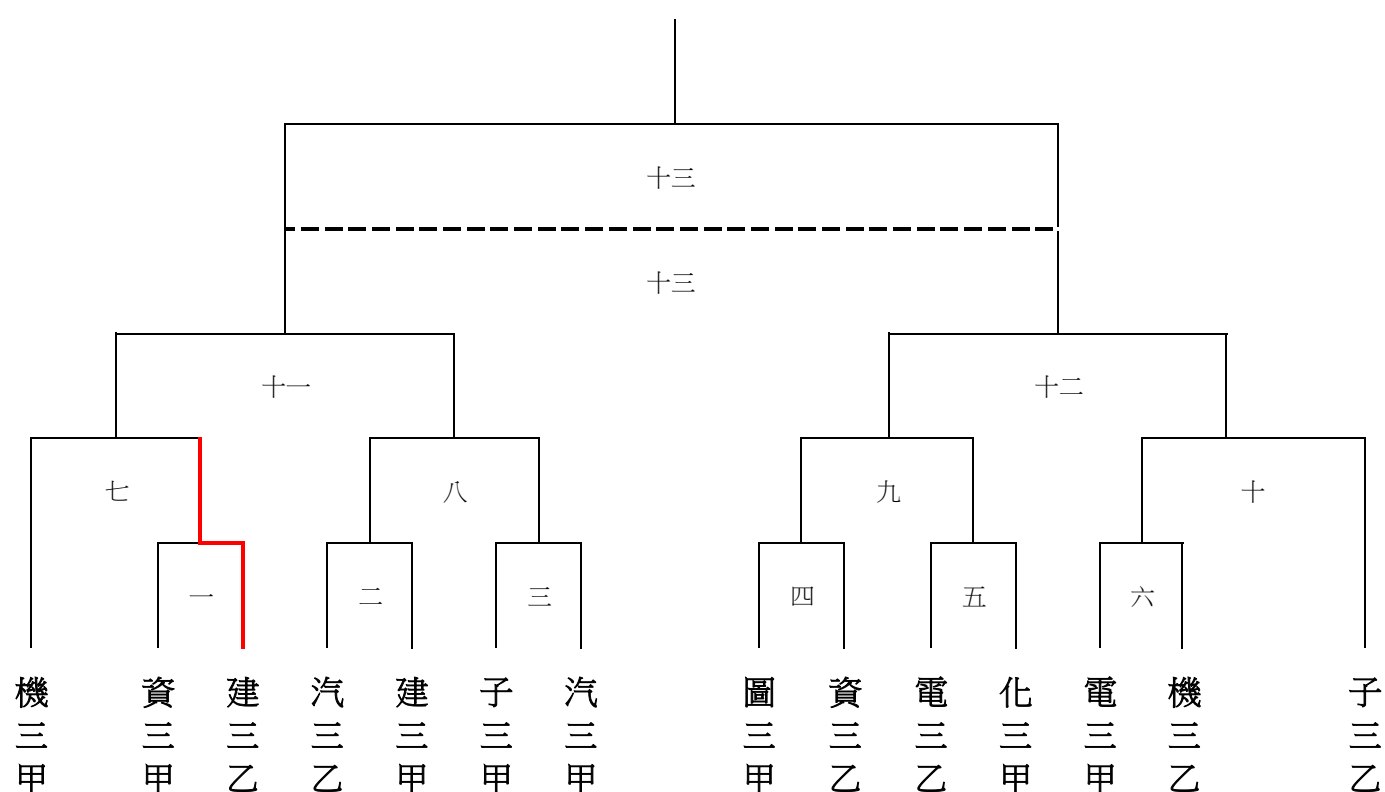 十三
十三
十一
十二
七
八
九
十
一
二
三
四
五
六
機三甲
資三甲
建三乙
汽三乙
建三甲
子三甲
汽三甲
圖三甲
資三乙
電三乙
化三甲
電三甲
機三乙
子三乙